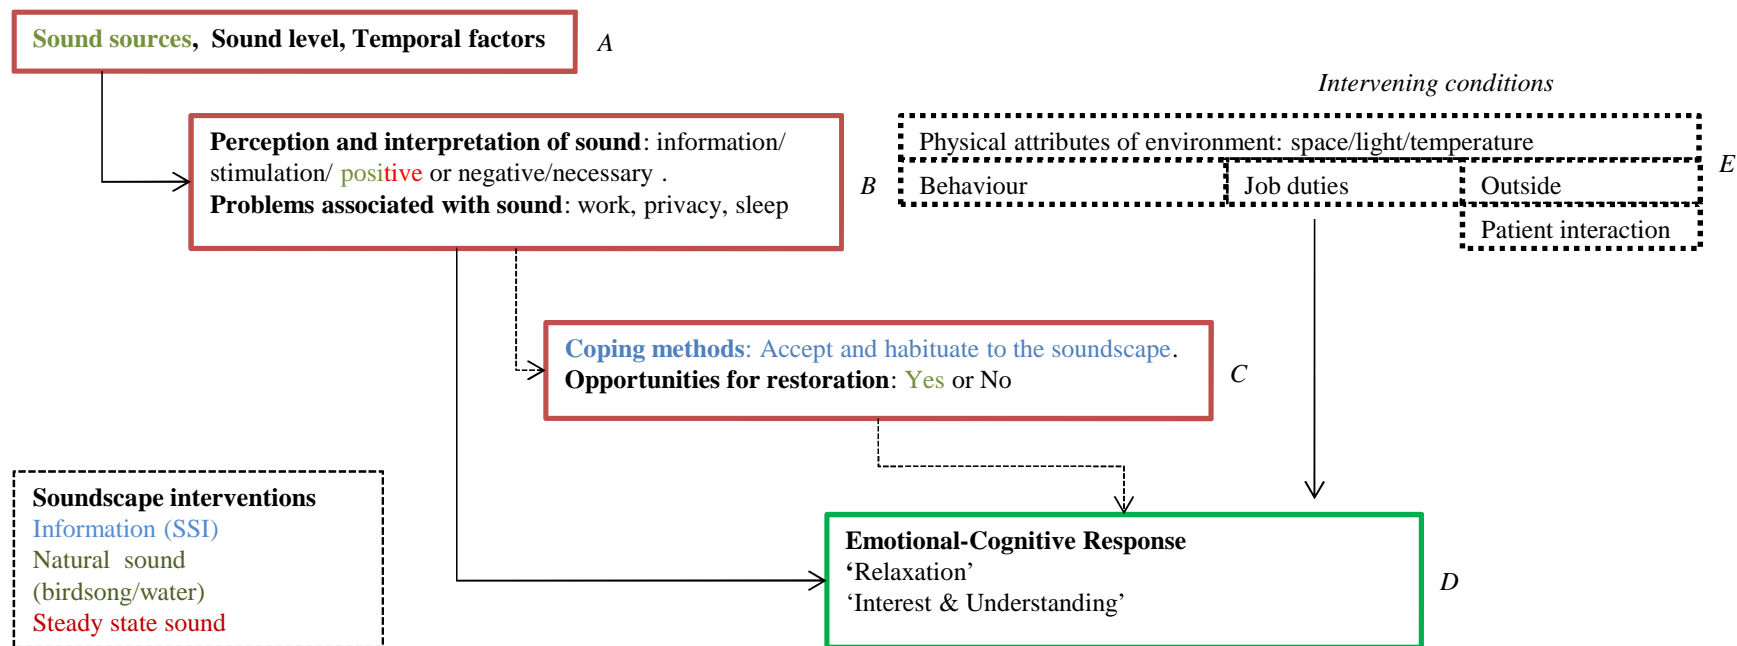 Sound sources, Sound level, Temporal factors
A
Intervening conditions
Perception and interpretation of sound: information/
stimulation/ positive or negative/necessary .
Problems associated with sound: work, privacy, sleep
B
Physical attributes of environment: space/light/temperature
Behaviour
Job duties
Outside
Patient interaction
E
Coping methods: Accept and habituate to the soundscape.
Opportunities for restoration: Yes or No
C
Soundscape interventions
Information (SSI)
Natural sound
(birdsong/water)
Steady state sound
Emotional-Cognitive Response
‘Relaxation’
‘Interest & Understanding’
D